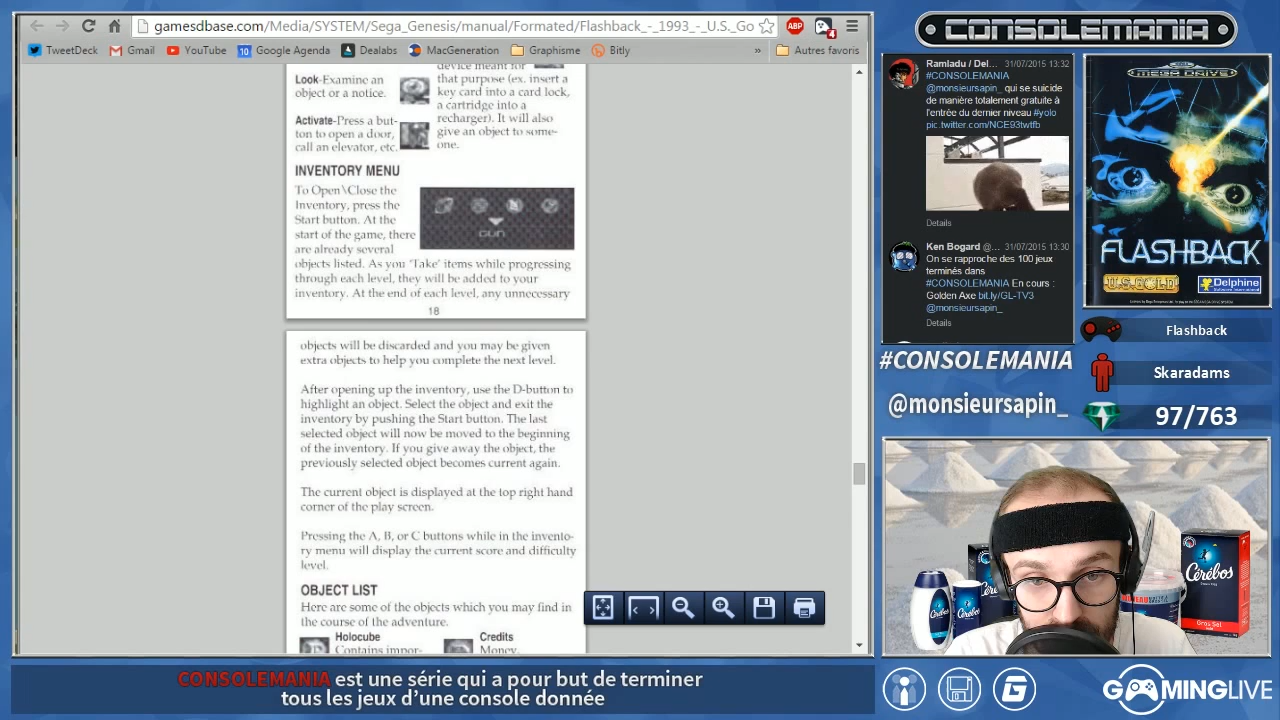 gamesdbase.com/Media/SYSTEM/Sega_Genesis/manual/Formated/Flashback_-_1993_-_U.S._Go
ABP
4
TweetDeck
Gmail
YouTube
10 Google Agenda
Dealabs
MacGeneration
Graphisme
Bitly
»
Autres favoris
Look-Examine an
object or a notice.
Activate-Press a but-
ton to open a door,
call an elevator, etc.
device meant for
that purpose (ex. insert a
key card into a card lock,
a cartridge into a
recharger). It will also
give an object to some-
one.
INVENTORY MENU
To Open\Close the
Inventory, press the
Start button. At the
start of the game, there
are already several
objects listed. As you 'Take' items while progressing
through each level, they will be added to your
inventory. At the end of each level, any unnecessary
GUN
18
objects will be discarded and you may be given
extra objects to help you complete the next level.
After opening up the inventory, use the D-button to
highlight an object. Select the object and exit the
inventory by pushing the Start button. The last
selected object will now be moved to the beginning
of the inventory. If you give away the object, the
previously selected object becomes current again.
The current object is displayed at the top right hand
corner of the play screen.
Pressing the A, B, or C buttons while in the invento-
ry menu will display the current score and difficulty
level.
OBJECT LIST
Here are some of the objects which you may find in
the course of the adventure.
Holocube
Contains impor-
Credits
Money.
CONSOLEMANIA est une série qui a pour but de terminer
tous les jeux d'une console donnée
CONSOLEMANIA
Ramladu / Del... 31/07/2015 13:32
#CONSOLEMANIA
@monsieursapin_ qui se suicide
de manière totalement gratuite à
l'entrée du dernier niveau #yolo
pic.twitter.com/NCE93twtfb
Details
Ken Bogard @... 31/07/2015 13:30
On se rapproche des 100 jeux
terminés dans
#CONSOLEMANIA En cours :
Golden Axe bit.ly/GL-TV3
@monsieursapin_
Details
SEGA
MEGA DRIVE
FLASHBACK
U.S. GOLD
Delphine
#CONSOLEMANIA
@monsieursapin_
Flashback
Skaradams
97/763
Cérébos
Cérébos
Cérébos
Gros Sel
GAMINGLIVE